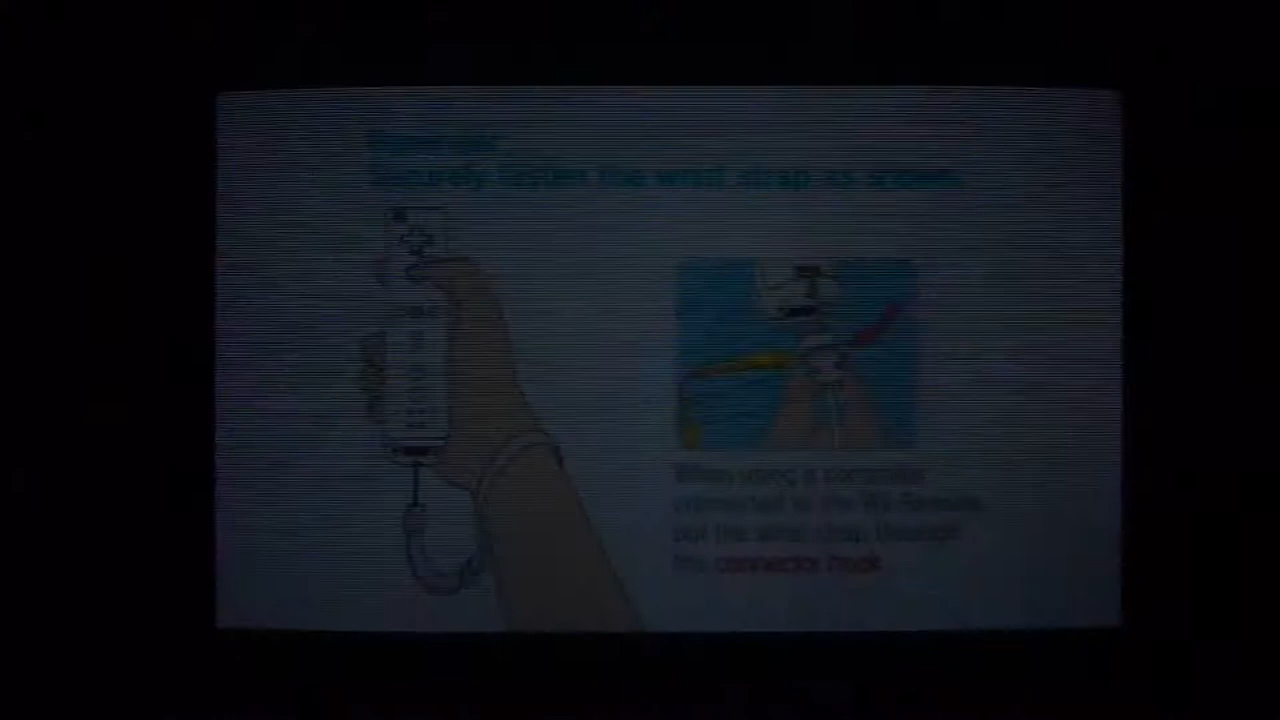 Securely fasten the wrist strap as shown.
When using a
connected to the Wii Remote,
put the wrist strap through
the connector hook